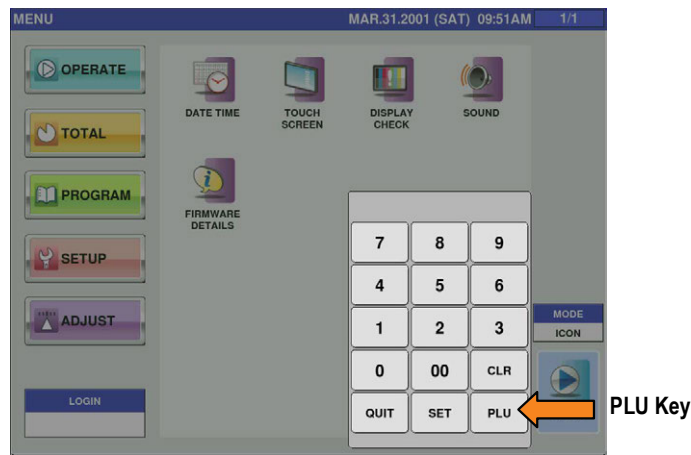 MENU
MAR.31.2001 (SAT) 09:51AM
1/1
OPERATE
TOTAL
PROGRAM
SETUP
ADJUST
LOGIN
DATE TIME
TOUCH
SCREEN
DISPLAY
CHECK
SOUND
FIRMWARE
DETAILS
7 8 9
4 5 6
1 2 3
0 00 CLR
QUIT SET PLU
MODE
ICON
PLU Key